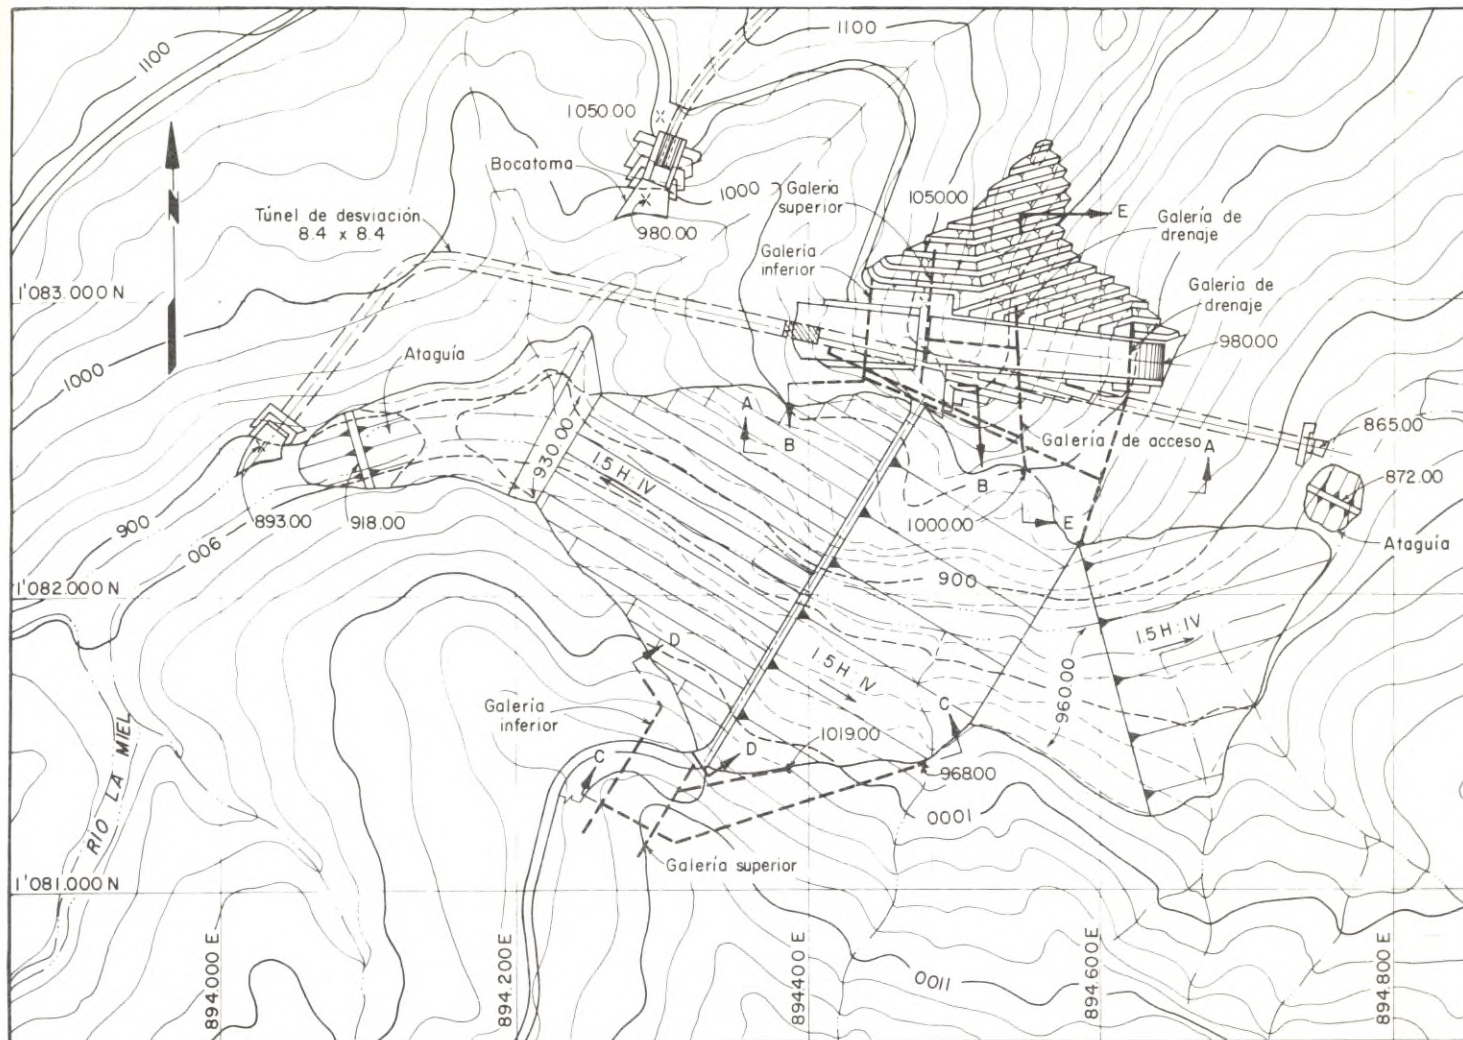 1100
1100
1050.00
Bocatoma
1000
Galería
superior
1050.00
E
Galería de
drenaje
Túnel de desviación
8.4 x 8.4
980.00
Galería
inferior
N
Galería de
drenaje
1'083.000 N
980.00
Ataguía
1000
A
B
930.00
1.5 H : 1V
Galería de acceso
A
865.00
872.00
B
900
893.00
918.00
900
1000.00
E
Ataguía
900
1'082.000 N
D
1.5 H : 1V
1.5 H : 1V
960.00
Galería
inferior
C
1019.00
RIO LA MIEL
C
D
968.00
1000
Galería superior
1'081.000 N
1100
894.000 E
894.200 E
894.400 E
894.600 E
894.800 E